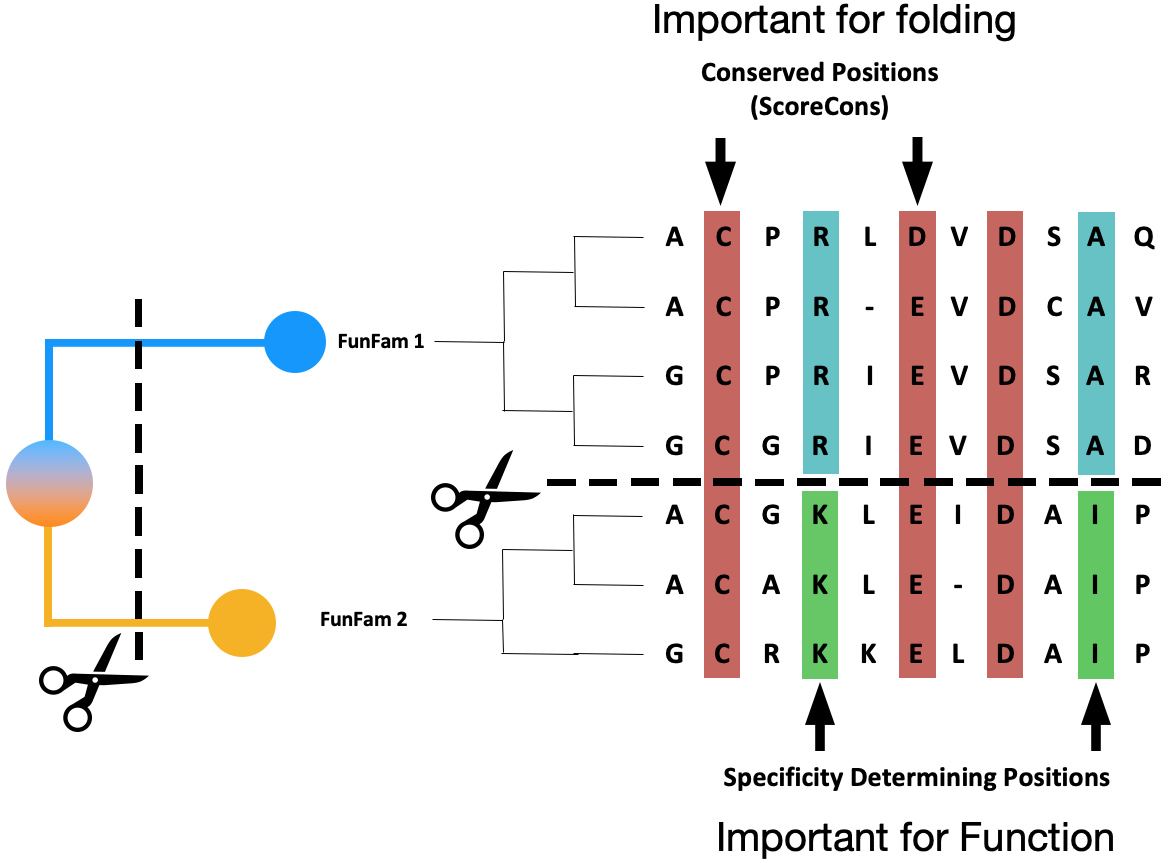 Important for folding
Conserved Positions
(ScoreCons)
A C P R L D V D S A Q
A C P R - E V D C A V
FunFam 1
G C P R I E V D S A R
G C G R I E V D S A D
A C G K L E I D A I P
A C A K L E - D A I P
FunFam 2
G C R K K E L D A I P
Specificity Determining Positions
Important for Function